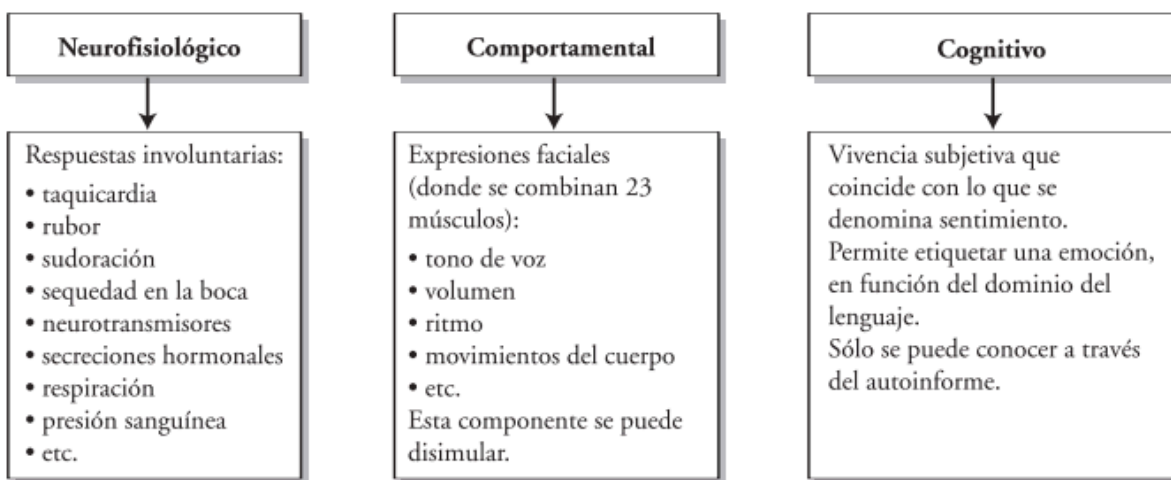 Neurofisiológico
Respuestas involuntarias:
• taquicardia
• rubor
• sudoración
• sequedad en la boca
• neurotransmisores
• secreciones hormonales
• respiración
• presión sanguínea
• etc.
Comportamental
Expresiones faciales
(donde se combinan 23
músculos):
• tono de voz
• volumen
• ritmo
• movimientos del cuerpo
• etc.
Esta componente se puede
disimular.
Cognitivo
Vivencia subjetiva que
coincide con lo que se
denomina sentimiento.
Permite etiquetar una emoción,
en función del dominio del
lenguaje.
Sólo se puede conocer a través
del autoinforme.